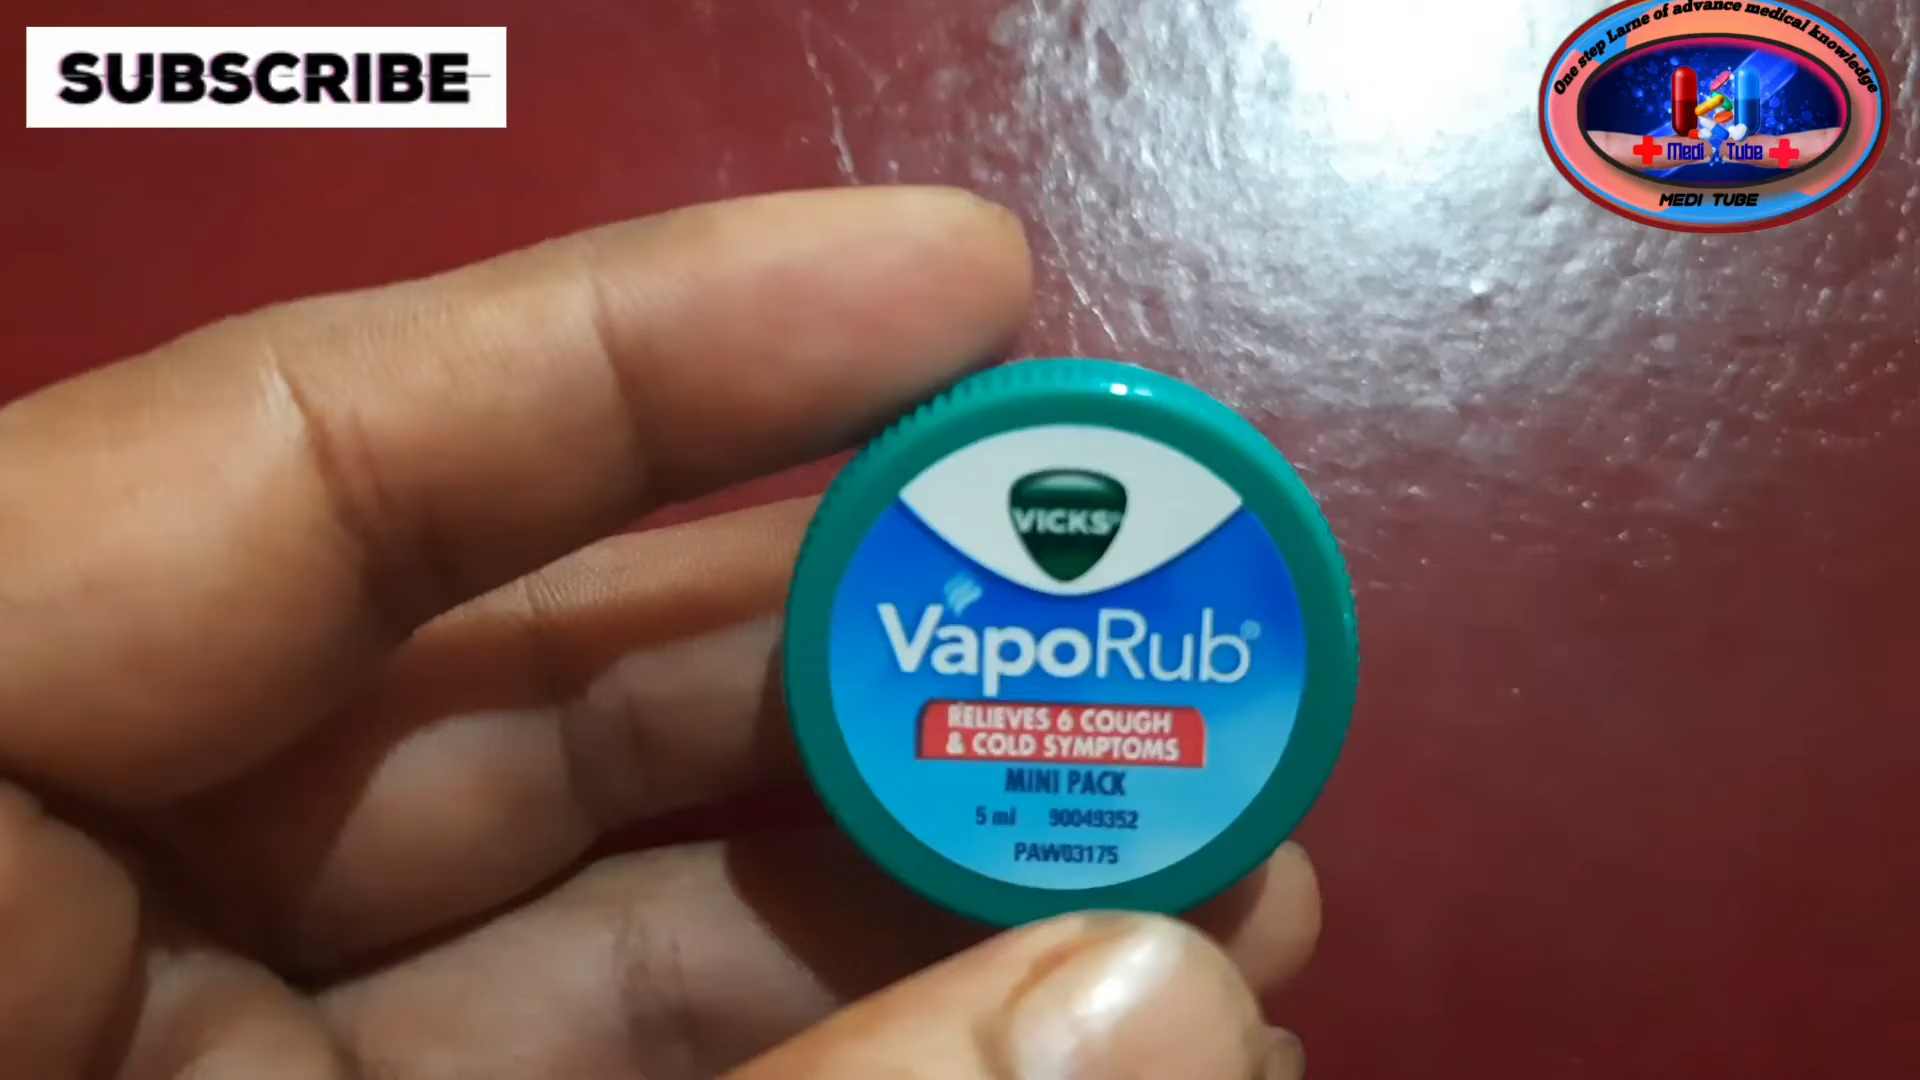 SUBSCRIBE
One step Larne of advance medical knowledge
Medi Tube
MEDI TUBE
VICKS
VapoRub®
RELIEVES 6 COUGH
& COLD SYMPTOMS
MINI PACK
5 ml 90049352
PAW03175